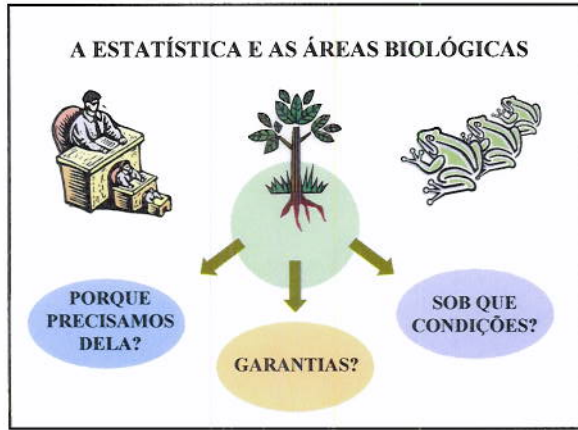 A ESTATÍSTICA E AS ÁREAS BIOLÓGICAS
PORQUE
PRECISAMOS
DELA?
GARANTIAS?
SOB QUE
CONDIÇÕES?